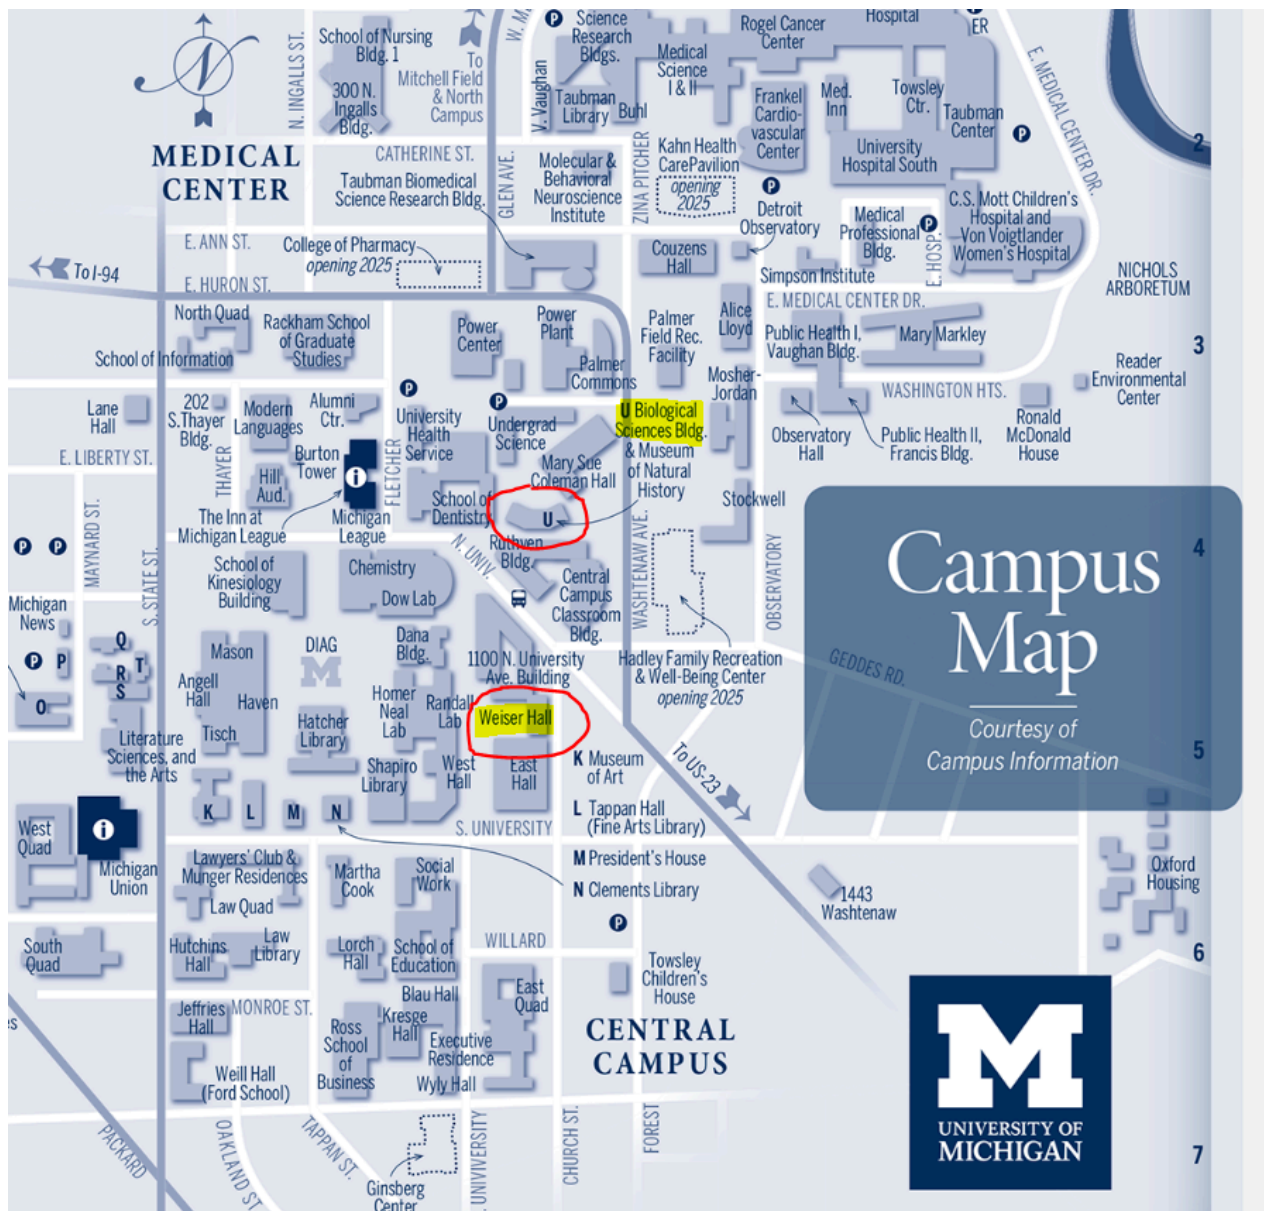 School of Nursing
Bldg. 1
300 N.
Ingalls
Bldg.
N. INGALLS ST.
To
Mitchell Field
& North
Campus
Science
Research
Bldgs.
V. Vaughan
Taubman
Library
Buhl
Medical
Science
I & II
Rogel Cancer
Center
Hospital
P
ER
E. MEDICAL CENTER DR.
Frankel
Cardio-
vascular
Center
Med.
Inn
Towsley
Ctr.
Taubman
Center
University
Hospital South
P
2
N
MEDICAL
CENTER
CATHERINE ST.
Taubman Biomedical
Science Research Bldg.
GLEN AVE.
Molecular &
Behavioral
Neuroscience
Institute
ZINA PITCHER
Kahn Health
CarePavilion
opening
2025
P
Detroit
Observatory
Medical
Professional
Bldg.
P
E. HOSP.
C.S. Mott Children's
Hospital and
Von Voigtlander
Women's Hospital
E. ANN ST.
College of Pharmacy
opening 2025
Couzens
Hall
Simpson Institute
To I-94
E. HURON ST.
NICHOLS
ARBORETUM
E. MEDICAL CENTER DR.
North Quad
School of Information
Rackham School
of Graduate
Studies
Power
Center
Power
Plant
Palmer
Commons
Palmer
Field Rec.
Facility
Alice
Lloyd
Public Health I,
Vaughan Bldg.
Mary Markley
3
Mosher-
Jordan
WASHINGTON HTS.
Reader
Environmental
Center
Lane
Hall
202
S.Thayer
Bldg.
Modern
Languages
Alumni
Ctr.
P
University
Health
Service
P
Undergrad
Science
U Biological
Sciences Bldg.
& Museum
of Natural
History
Observatory
Hall
Public Health II,
Francis Bldg.
Ronald
McDonald
House
E. LIBERTY ST.
THAYER
Burton
Tower
i
Hill
Aud.
FLETCHER
Mary Sue
Coleman Hall
School of
Dentistry
U
Stockwell
The Inn at
Michigan League
Michigan
League
MAYNARD ST.
S. STATE ST.
P
P
N. UNIV.
Ruthven
Bldg.
WASHTENAW AVE.
OBSERVATORY
4
Campus
Map
Courtesy of
Campus Information
School of
Kinesiology
Building
Chemistry
Dow Lab
Central
Campus
Classroom
Bldg.
Michigan
News
P
P
O
Q
R
T
S
Mason
Angell
Hall
Haven
Tisch
DIAG
M
Hatcher
Library
Dana
Bldg.
Homer
Neal
Lab
Randall
Lab
1100 N. University
Ave. Building
Weiser Hall
Hadley Family Recreation
& Well-Being Center
opening 2025
GEDDES RD.
Literature
Sciences, and
the Arts
Shapiro
Library
West
Hall
East
Hall
K Museum
of Art
To US-23
5
K
L
M
N
S. UNIVERSITY
L Tappan Hall
(Fine Arts Library)
M President's House
N Clements Library
West
Quad
i
Michigan
Union
Lawyers' Club &
Munger Residences
Law Quad
Martha
Cook
Social
Work
1443
Washtenaw
Oxford
Housing
South
Quad
Hutchins
Hall
Law
Library
Lorch
Hall
School of
Education
WILLARD
P
Towsley
Children's
House
6
Jeffries
Hall
MONROE ST.
Blau Hall
Kresge
Hall
East
Quad
Ross
School
of
Business
Executive
Residence
Wyly Hall
CENTRAL
CAMPUS
Weill Hall
(Ford School)
M
UNIVERSITY OF
MICHIGAN
PACKARD
OAKLAND ST
TAPPAN ST.
Ginsberg
Center
UNIVERSITY
CHURCH ST.
FOREST
7